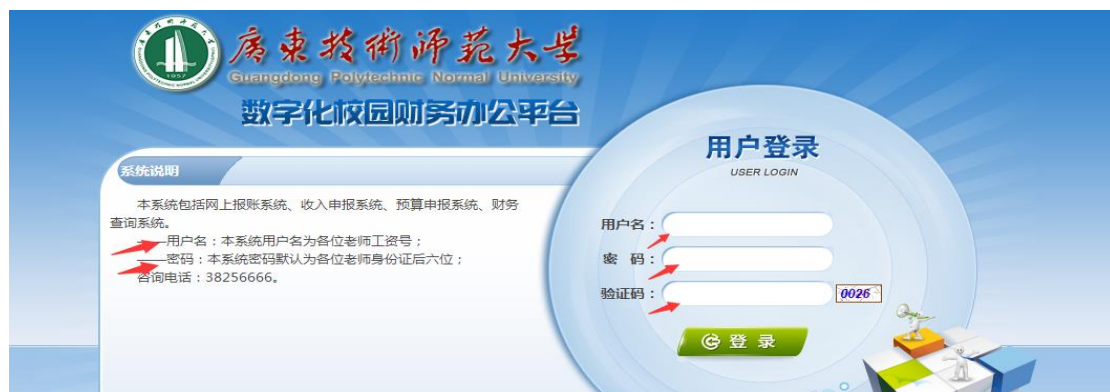 廣東技術師范大学
Guangdong Polytechnic Normal University
数字化校园财务办公平台
系统说明
本系统包括网上报账系统、收入申报系统、预算申报系统、财务
查询系统。
——用户名：本系统用户名为各位老师工资号；
——密码：本系统密码默认为各位老师身份证后六位；
咨询电话：38256666。
用户登录
USER LOGIN
用户名：
密 码：
验证码：
0026
登 录
1957